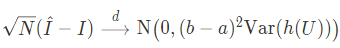 √N(Î − I) —d→ N(0, (b − a)²Var(h(U)))